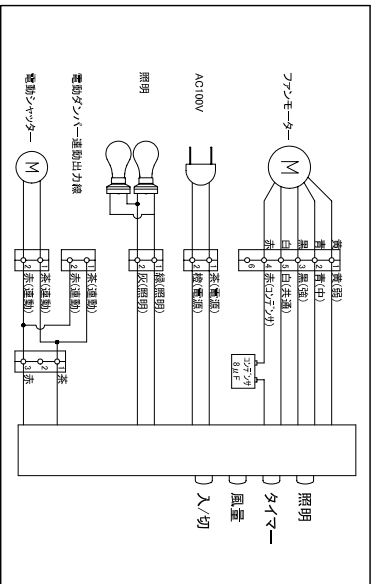 ファンモーター
M
黄 1 黄(弱)
青 2 青(中)
黒 3 黒(強)
白 5 白(共通)
赤 4 赤(コンデンサ)
6
コンデンサ
8μF
AC100V
1 茶(電源)
2 橙(電源)
照明
1 緑(照明)
2 灰(照明)
電動ダンパー連動出力線
1 茶(連動)
2 赤(連動)
電動シャッター
M
1 茶(連動)
2 赤(連動)
1 茶
2
3 赤
照明
タイマー
風量
入/切